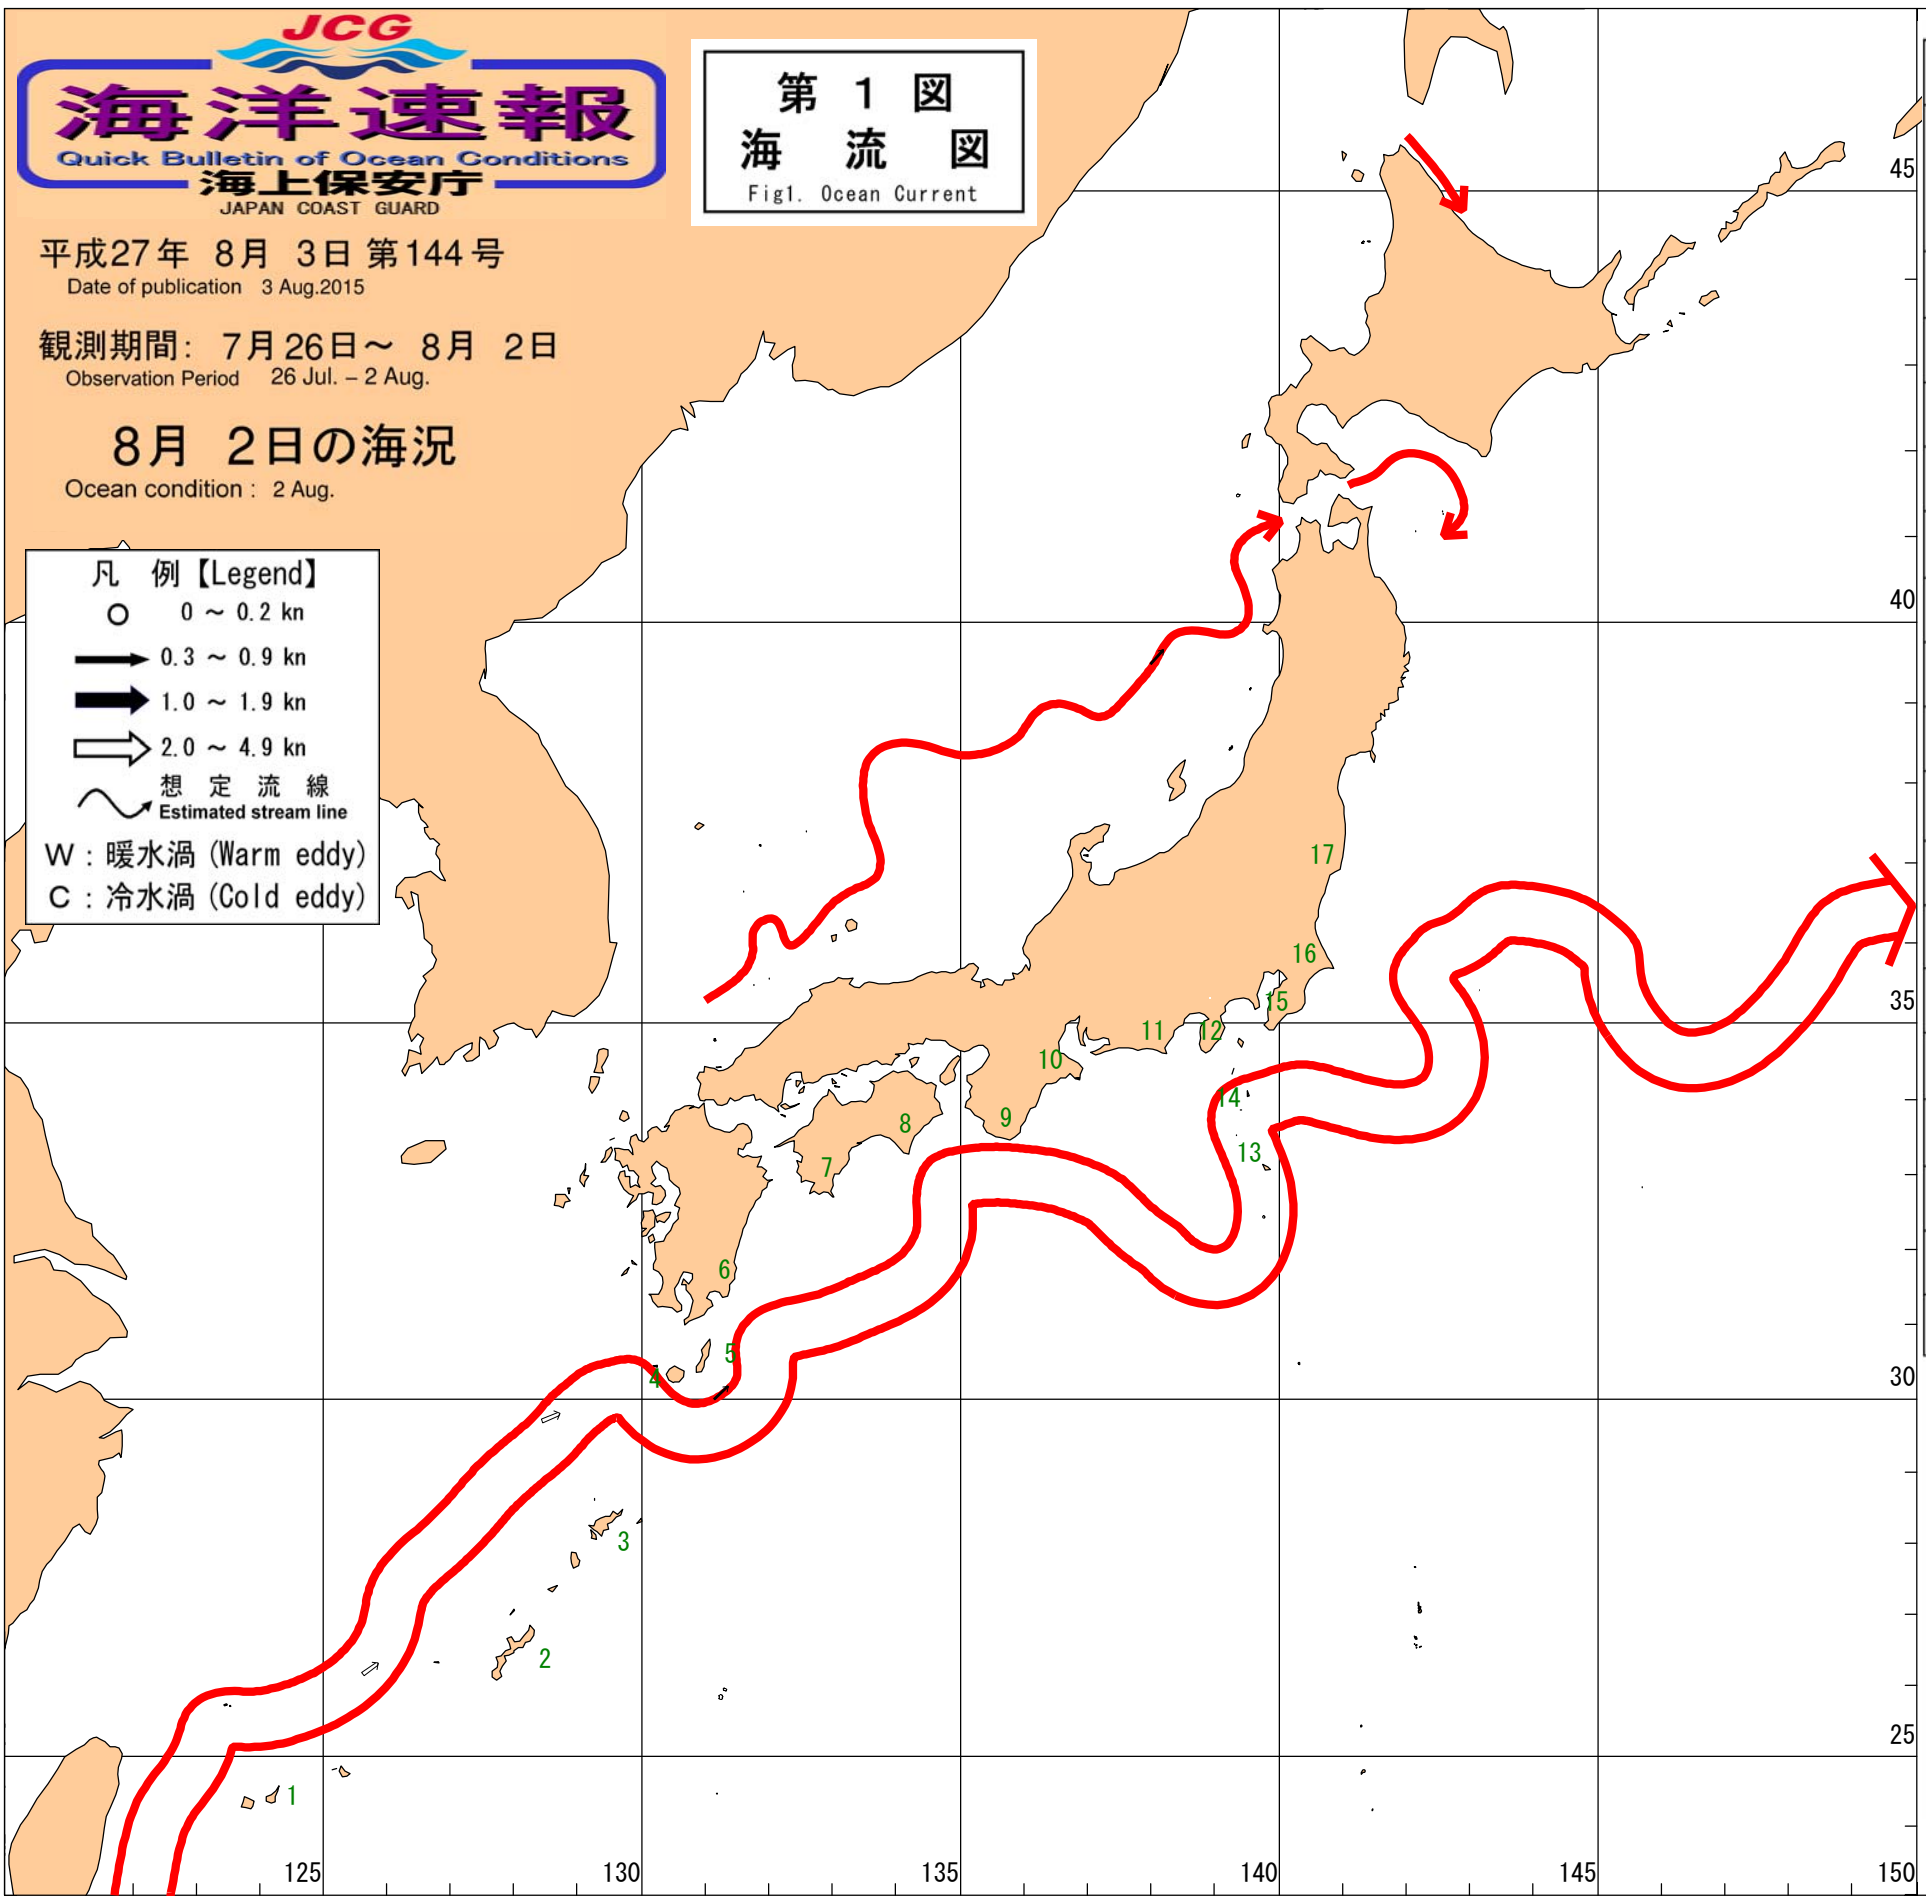 JCG
海洋速報
Quick Bulletin of Ocean Conditions
海上保安庁
JAPAN COAST GUARD
平成27年 8月 3日 第144号
Date of publication 3 Aug.2015
観測期間: 7月26日～ 8月 2日
Observation Period 26 Jul. – 2 Aug.
8月 2日の海況
Ocean condition : 2 Aug.
第 1 図
海 流 図
Fig1. Ocean Current
凡 例【Legend】
0 ～ 0.2 kn
0.3 ～ 0.9 kn
1.0 ～ 1.9 kn
2.0 ～ 4.9 kn
想 定 流 線
Estimated stream line
W : 暖水渦 (Warm eddy)
C : 冷水渦 (Cold eddy)
45
40
35
30
25
17
16
15
14
13
12
11
10
9
8
7
6
5
4
3
2
1
125
130
135
140
145
150